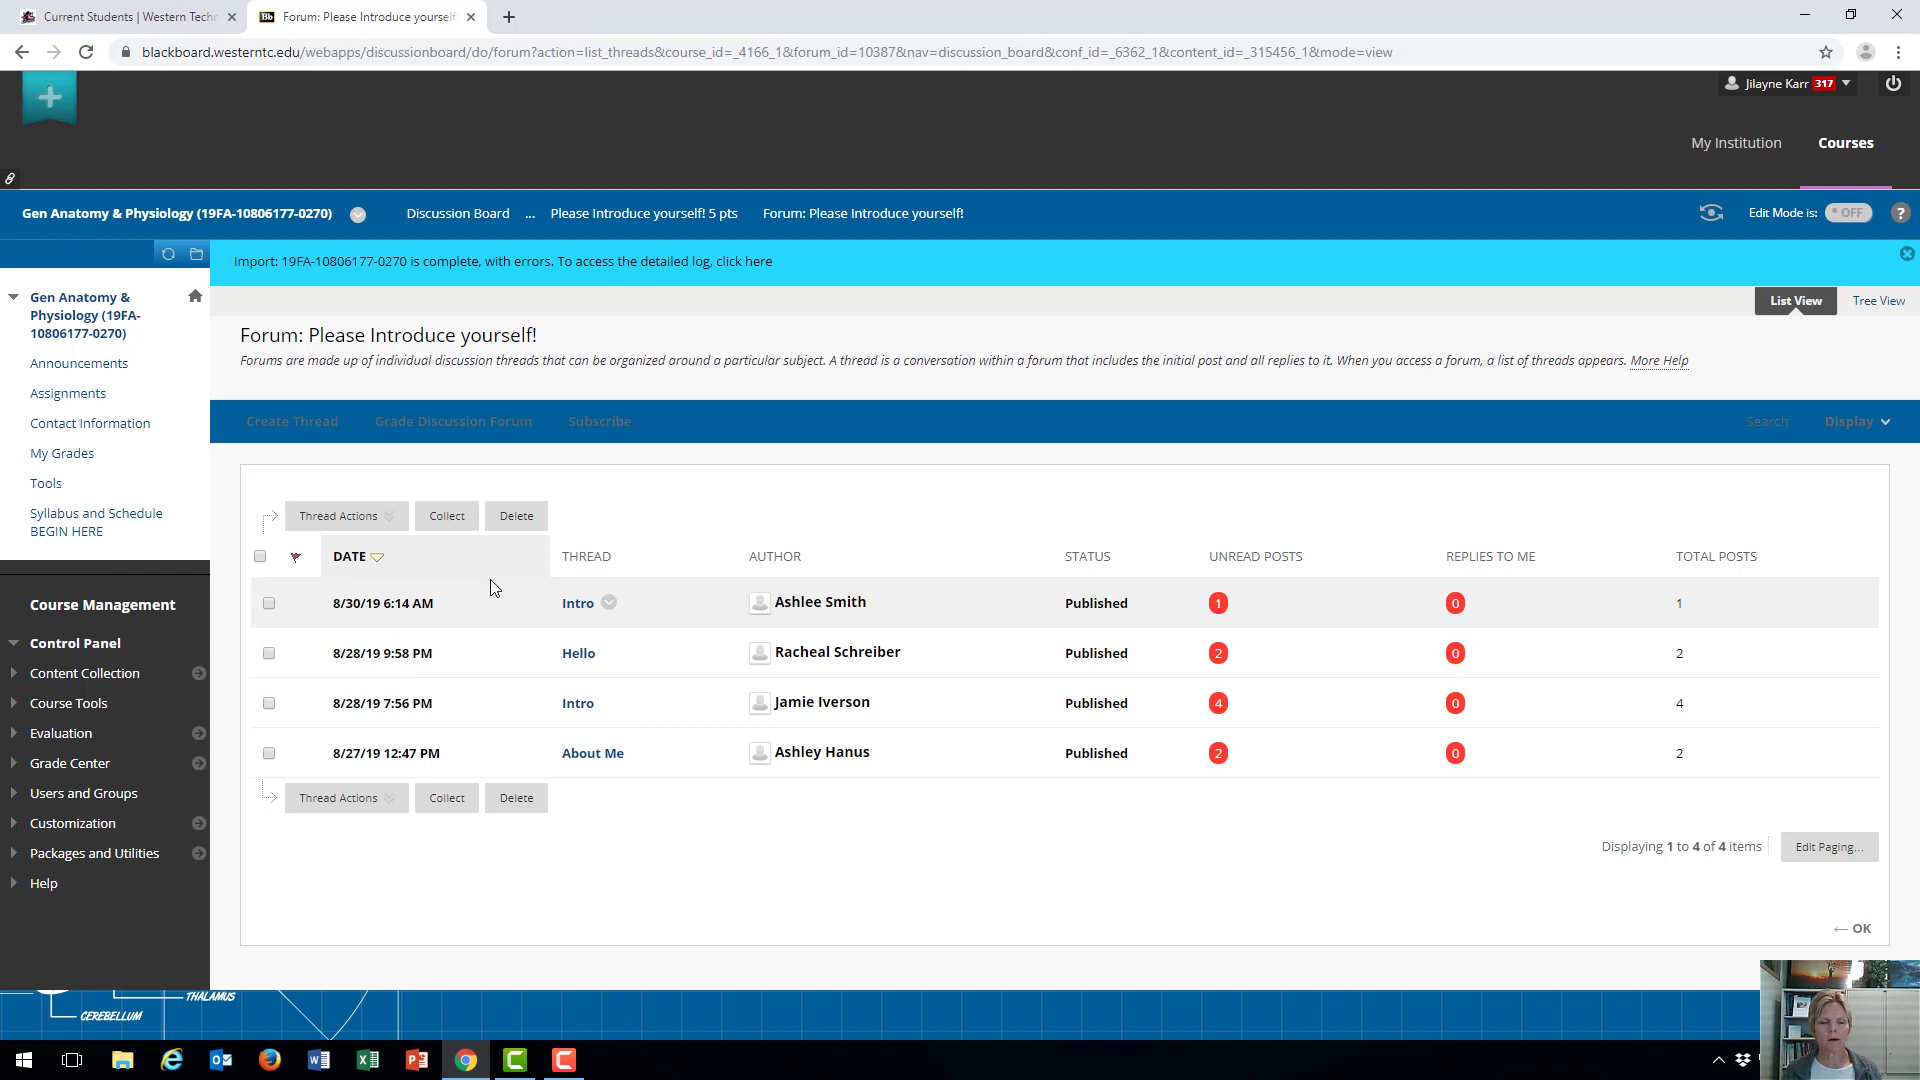 Current Students | Western Techn
Forum: Please Introduce yourself!
blackboard.westerntc.edu/webapps/discussionboard/do/forum?action=list_threads&course_id=_4166_1&forum_id=10387&nav=discussion_board&conf_id=_6362_1&content_id=_315456_1&mode=view
Jilayne Karr 317
My Institution
Courses
Gen Anatomy & Physiology (19FA-10806177-0270)
Discussion Board
...
Please Introduce yourself! 5 pts
Forum: Please Introduce yourself!
Edit Mode is: OFF
?
Import: 19FA-10806177-0270 is complete, with errors. To access the detailed log, click here
List View
Tree View
Gen Anatomy &
Physiology (19FA-
10806177-0270)
Announcements
Assignments
Contact Information
My Grades
Tools
Syllabus and Schedule
BEGIN HERE
Course Management
Control Panel
Content Collection
Course Tools
Evaluation
Grade Center
Users and Groups
Customization
Packages and Utilities
Help
Forum: Please Introduce yourself!
Forums are made up of individual discussion threads that can be organized around a particular subject. A thread is a conversation within a forum that includes the initial post and all replies to it. When you access a forum, a list of threads appears. More Help
Create Thread
Grade Discussion Forum
Subscribe
Search
Display
Thread Actions
Collect
Delete
DATE THREAD AUTHOR STATUS UNREAD POSTS REPLIES TO ME TOTAL POSTS
8/30/19 6:14 AM Intro Ashlee Smith Published 1 0 1
8/28/19 9:58 PM Hello Racheal Schreiber Published 2 0 2
8/28/19 7:56 PM Intro Jamie Iverson Published 4 0 4
8/27/19 12:47 PM About Me Ashley Hanus Published 2 0 2
Thread Actions
Collect
Delete
Displaying 1 to 4 of 4 items
Edit Paging...
← OK
THALAMUS
CEREBELLUM